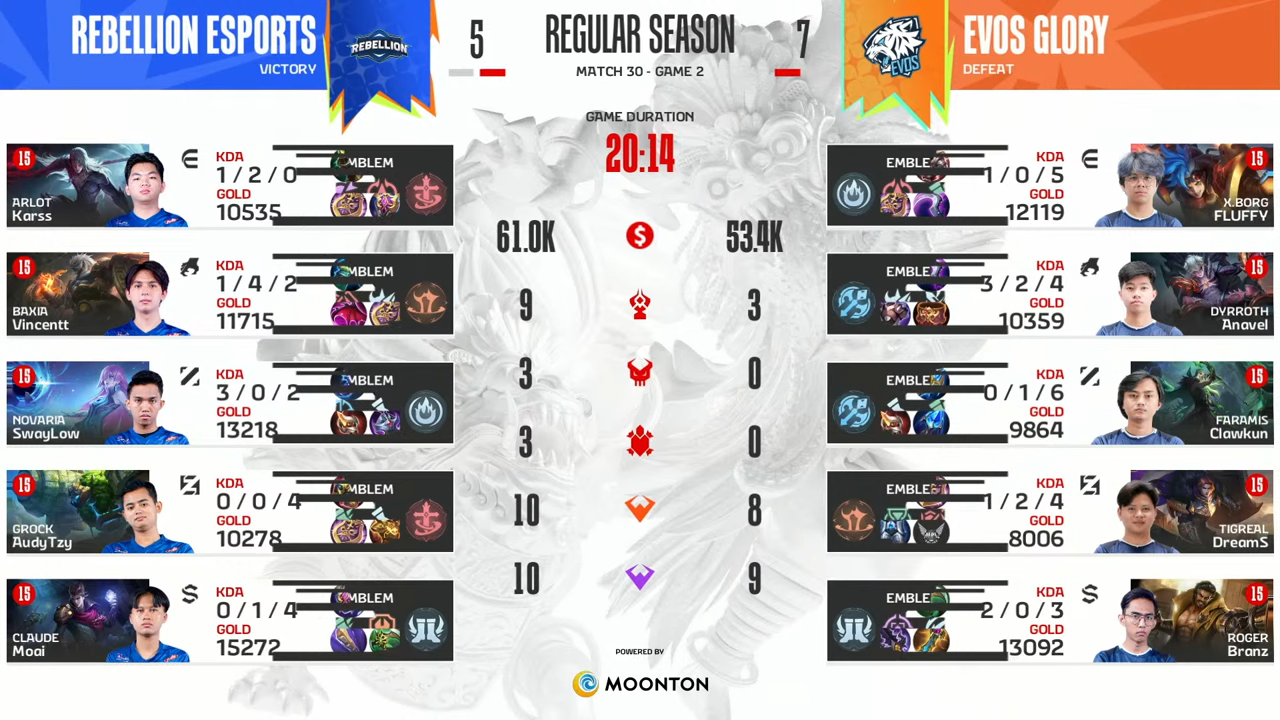 REBELLION ESPORTS
VICTORY
REBELLION
5
REGULAR SEASON
7
MATCH 30 - GAME 2
EVOS
EVOS GLORY
DEFEAT
GAME DURATION
20:14
15
ARLOT
Karss
KDA
1 / 2 / 0
GOLD
10535
EMBLEM
15
BAXIA
Vincentt
KDA
1 / 4 / 2
GOLD
11715
EMBLEM
15
NOVARIA
SwayLow
KDA
3 / 0 / 2
GOLD
13218
EMBLEM
15
GROCK
AudyTzy
KDA
0 / 0 / 4
GOLD
10278
EMBLEM
15
CLAUDE
Moai
KDA
0 / 1 / 4
GOLD
15272
EMBLEM
61.0K 53.4K
9 3
3 0
3 0
10 8
10 9
EMBLE
KDA
1 / 0 / 5
GOLD
12119
15
X.BORG
FLUFFY
EMBLE
KDA
3 / 2 / 4
GOLD
10359
15
DYRROTH
Anavel
EMBLE
KDA
0 / 1 / 6
GOLD
9864
15
FARAMIS
Clawkun
EMBLE
KDA
1 / 2 / 4
GOLD
8006
15
TIGREAL
DreamS
EMBLE
KDA
2 / 0 / 3
GOLD
13092
15
ROGER
Branz
POWERED BY
MOONTON